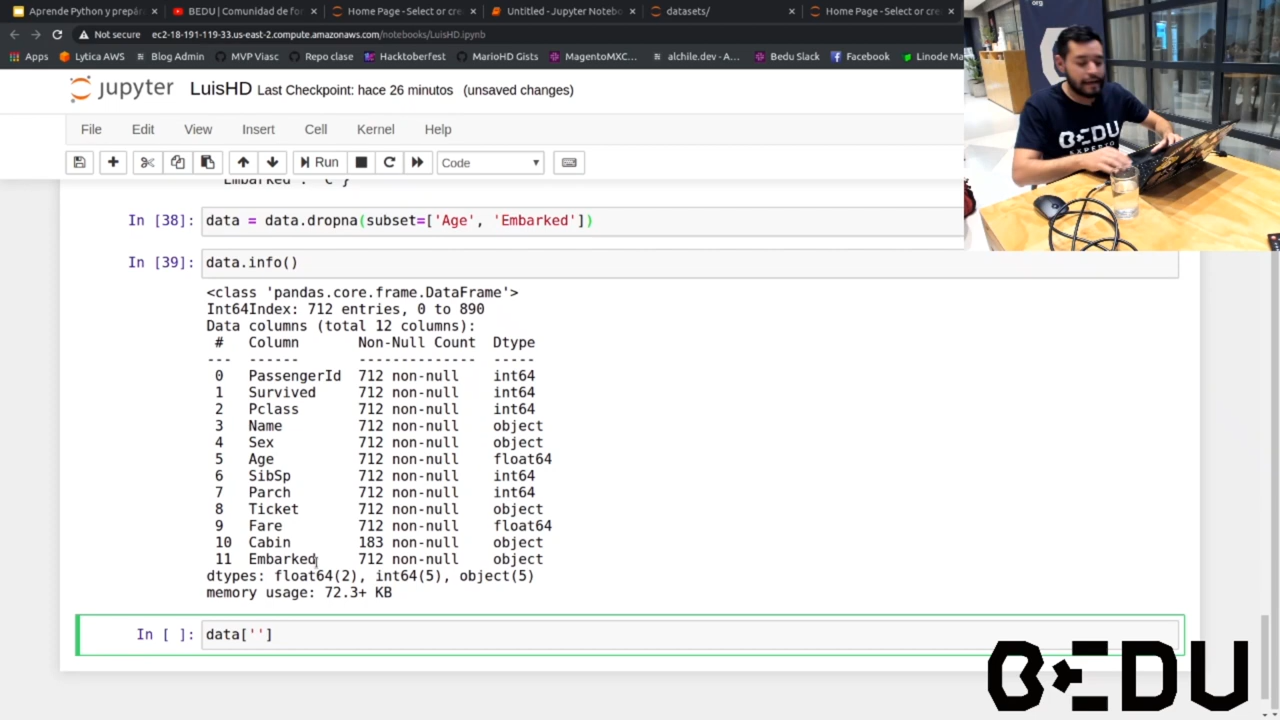 Aprende Python y prepár
BEDU | Comunidad de for
Home Page - Select or cre
Untitled - Jupyter Notebo
datasets/
Home Page - Select or cre
Not secure
ec2-18-191-119-33.us-east-2.compute.amazonaws.com/notebooks/LuisHD.ipynb
Apps
Lytica AWS
Blog Admin
MVP Views
Repo clase
Hacktoberfest
MarioHD Gists
MagentoMXC...
alchile.dev - A...
Bedu Slack
Facebook
Linode Ma
jupyter LuisHD Last Checkpoint: hace 26 minutos (unsaved changes)
File Edit View Insert Cell Kernel Help
Run Code
'Embarked': 'C'}
In [38]: data = data.dropna(subset=['Age', 'Embarked'])
In [39]: data.info()
<class 'pandas.core.frame.DataFrame'>
Int64Index: 712 entries, 0 to 890
Data columns (total 12 columns):
# Column Non-Null Count Dtype
--- ------ -------------- -----
0 PassengerId 712 non-null int64
1 Survived 712 non-null int64
2 Pclass 712 non-null int64
3 Name 712 non-null object
4 Sex 712 non-null object
5 Age 712 non-null float64
6 SibSp 712 non-null int64
7 Parch 712 non-null int64
8 Ticket 712 non-null object
9 Fare 712 non-null float64
10 Cabin 183 non-null object
11 Embarked 712 non-null object
dtypes: float64(2), int64(5), object(5)
memory usage: 72.3+ KB
In [ ]: data['']
org
BEDU
EXPERTO
BEDU